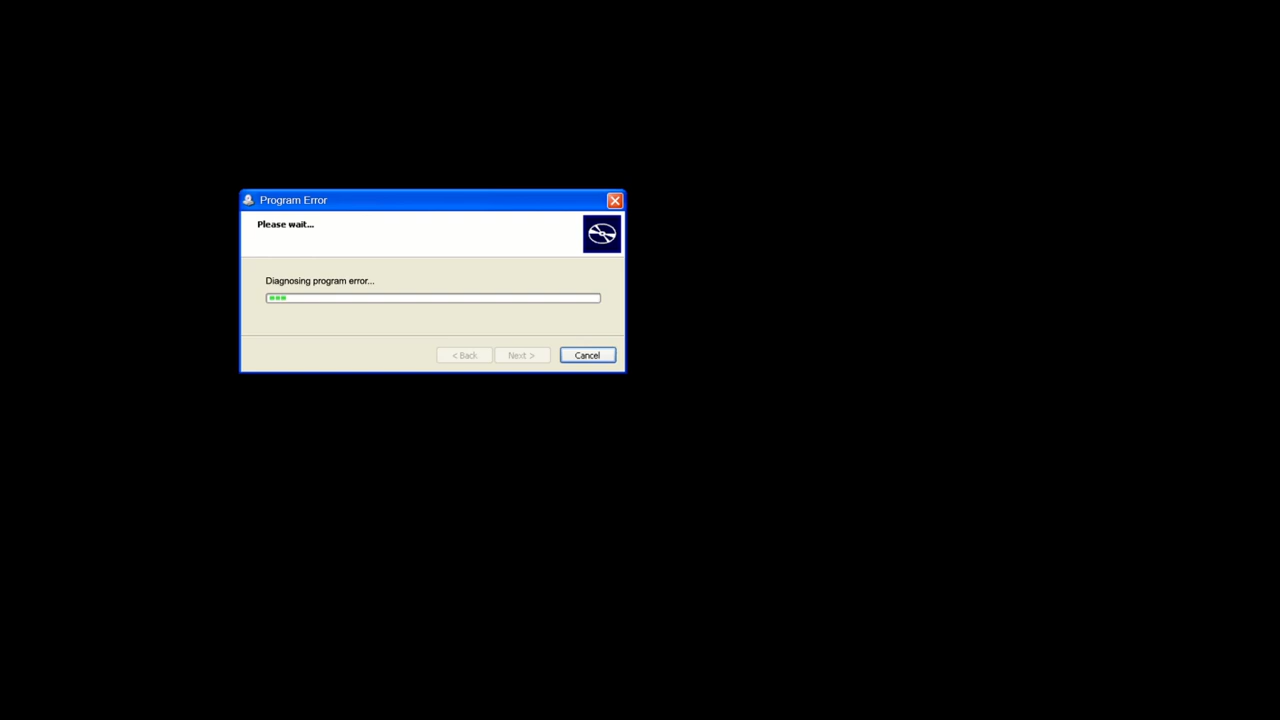 Program Error
Please wait...
Diagnosing program error...
< Back
Next >
Cancel